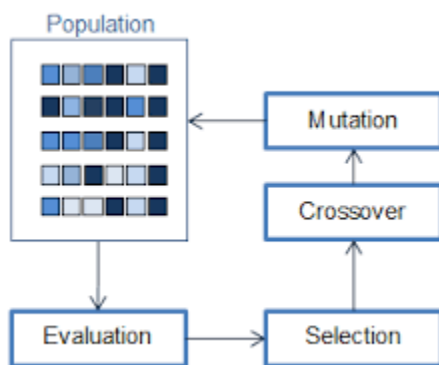 Population
Mutation
Crossover
Evaluation
Selection